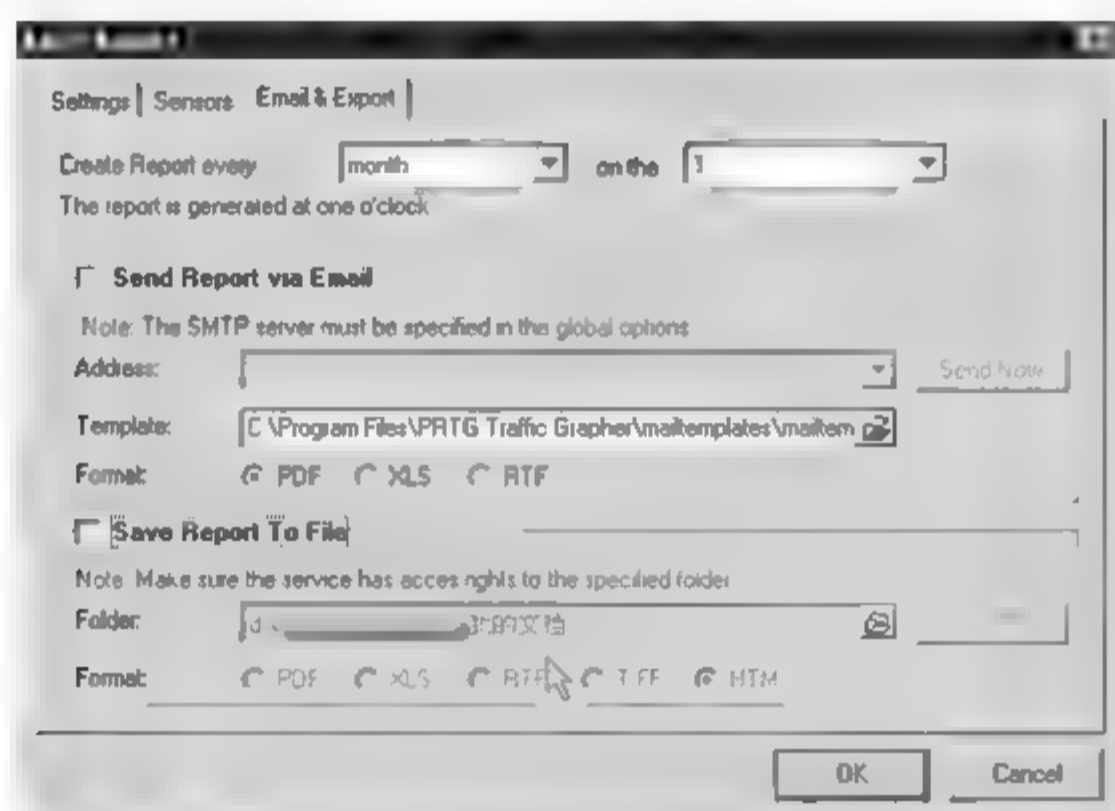 Settings Sensors Email & Export
Create Report every month on the 1
The report is generated at one o'clock
Send Report via Email
Note: The SMTP server must be specified in the global options
Address: Send Now
Template: C:\Program Files\PRTG Traffic Grapher\mailtemplates\mailtem
Format: PDF XLS RTF
Save Report To File
Note: Make sure the service has acces rights to the specified folder
Folder: d:
Format: PDF XLS RTF TIFF HTM
OK Cancel